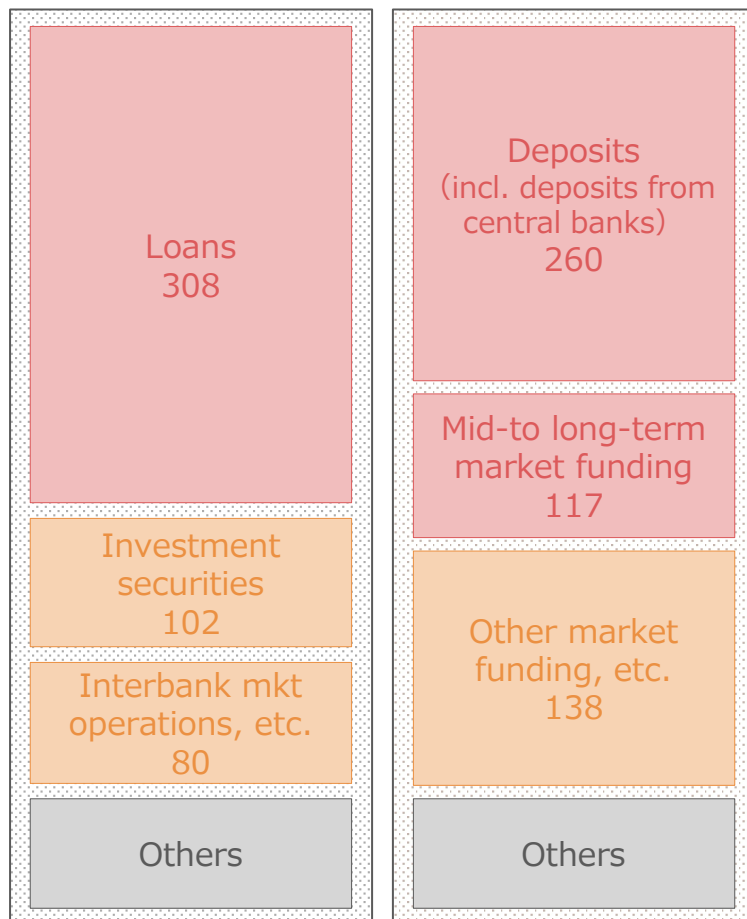 Loans
308
Investment
securities
102
Interbank mkt
operations, etc.
80
Others
Deposits
（incl. deposits from
central banks）
260
Mid-to long-term
market funding
117
Other market
funding, etc.
138
Others